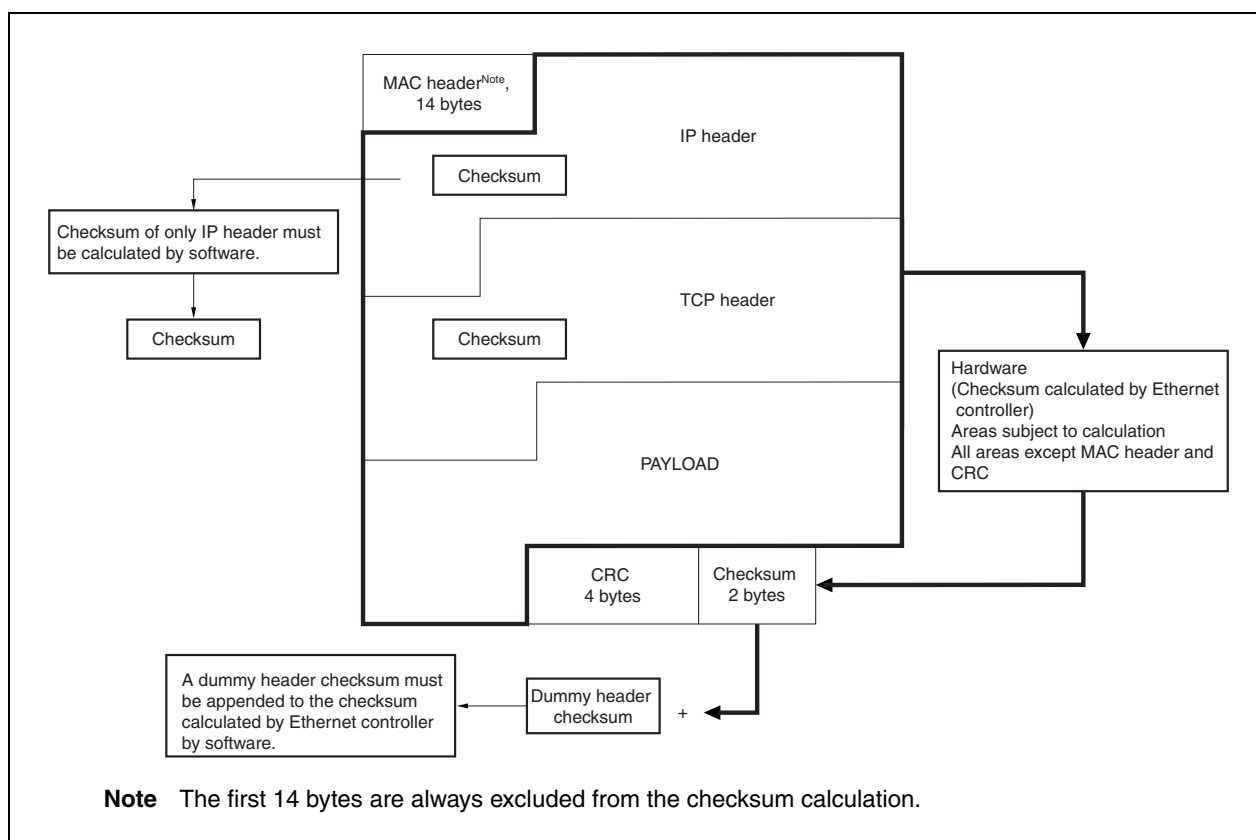 MAC headerNote,
14 bytes
IP header
Checksum
Checksum of only IP header must
be calculated by software.
TCP header
Checksum
Checksum
Hardware
(Checksum calculated by Ethernet
controller)
Areas subject to calculation
All areas except MAC header and
CRC
PAYLOAD
CRC
4 bytes
Checksum
2 bytes
A dummy header checksum must
be appended to the checksum
calculated by Ethernet controller
by software.
Dummy header
checksum
+
Note The first 14 bytes are always excluded from the checksum calculation.